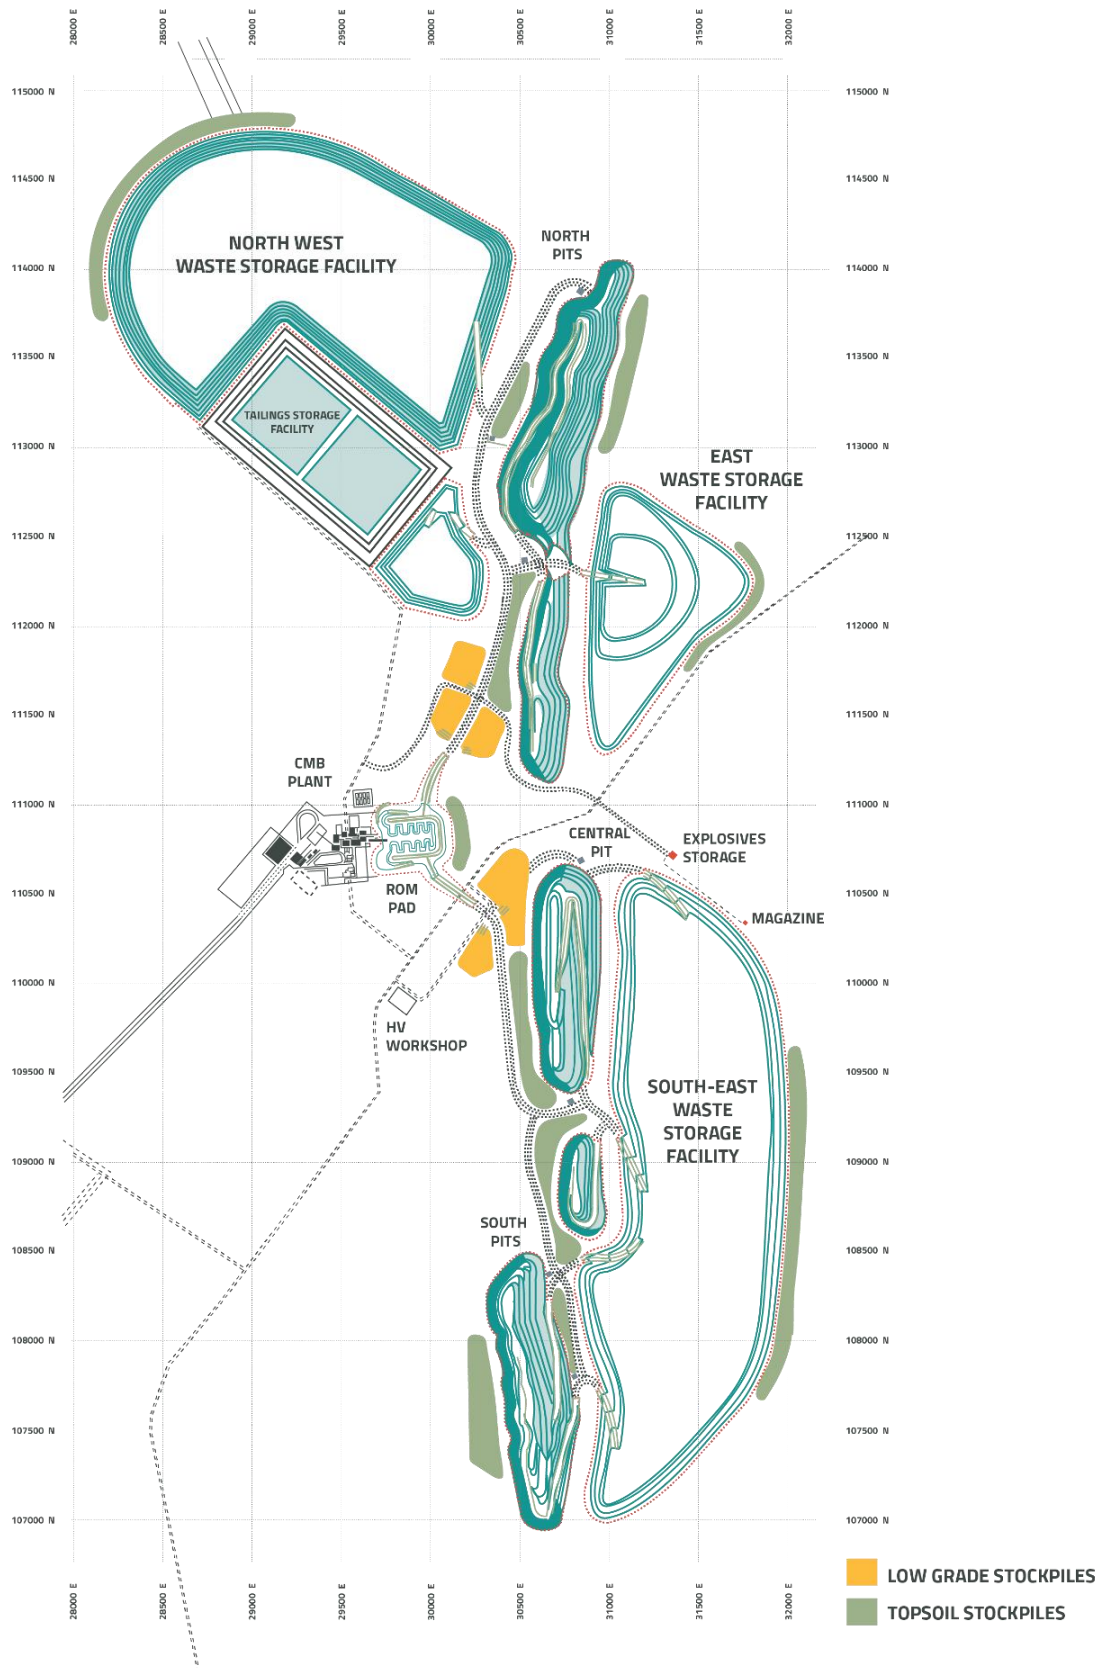 28000 E
28500 E
29000 E
29500 E
30000 E
30500 E
31000 E
31500 E
32000 E
115000 N
115000 N
114500 N
114500 N
NORTH WEST
WASTE STORAGE FACILITY
NORTH
PITS
114000 N
114000 N
113500 N
113500 N
TAILINGS STORAGE
FACILITY
113000 N
113000 N
EAST
WASTE STORAGE
FACILITY
112500 N
112500 N
112000 N
112000 N
111500 N
111500 N
CMB
PLANT
111000 N
111000 N
CENTRAL
PIT
EXPLOSIVES
STORAGE
ROM
PAD
110500 N
110500 N
MAGAZINE
110000 N
110000 N
HV
WORKSHOP
109500 N
109500 N
SOUTH-EAST
WASTE
STORAGE
FACILITY
109000 N
109000 N
SOUTH
PITS
108500 N
108500 N
108000 N
108000 N
107500 N
107500 N
107000 N
107000 N
28000 E
28500 E
29000 E
29500 E
30000 E
30500 E
31000 E
31500 E
32000 E
LOW GRADE STOCKPILES
TOPSOIL STOCKPILES